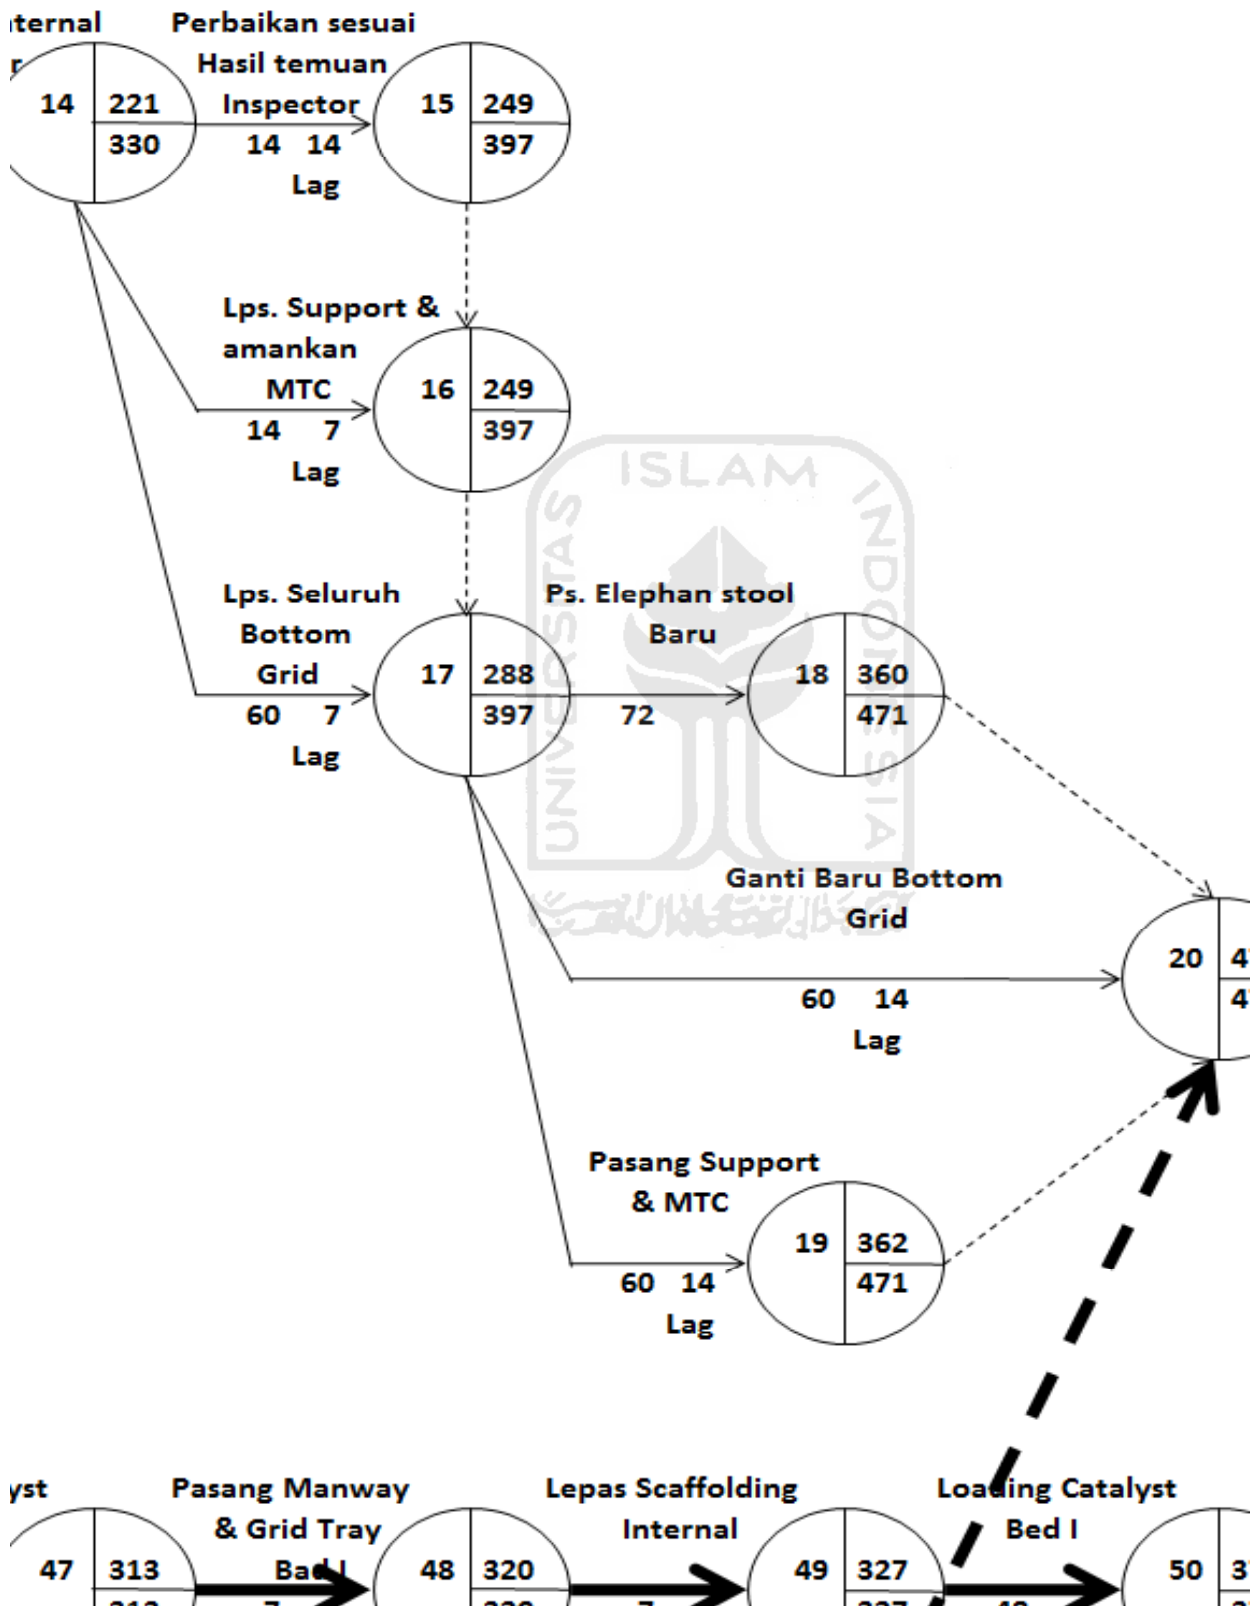 Perbaikan sesuai
Hasil temuan
Inspector
14 221
330
14 14
Lag
15 249
397
Lps. Support &
amankan
MTC
14 7
Lag
16 249
397
ISLAM
UNIVERSITAS
INDONESIA
Lps. Seluruh
Bottom
Grid
60 7
Lag
17 288
397
Ps. Elephan stool
Baru
72
18 360
471
Ganti Baru Bottom
Grid
60 14
Lag
20
Pasang Support
& MTC
60 14
Lag
19 362
471
Pasang Manway
& Grid Tray
Bad I
47 313
48 320
Lepas Scaffolding
Internal
49 327
Loading Catalyst
Bed I
50